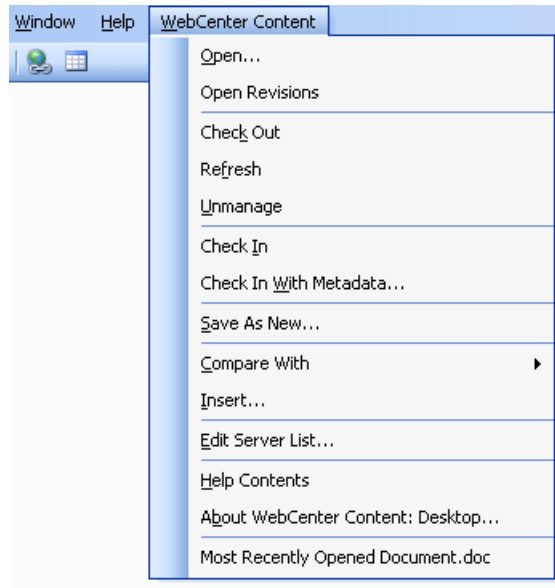 Window Help WebCenter Content
Open...
Open Revisions
Check Out
Refresh
Unmanage
Check In
Check In With Metadata...
Save As New...
Compare With
Insert...
Edit Server List...
Help Contents
About WebCenter Content: Desktop...
Most Recently Opened Document.doc